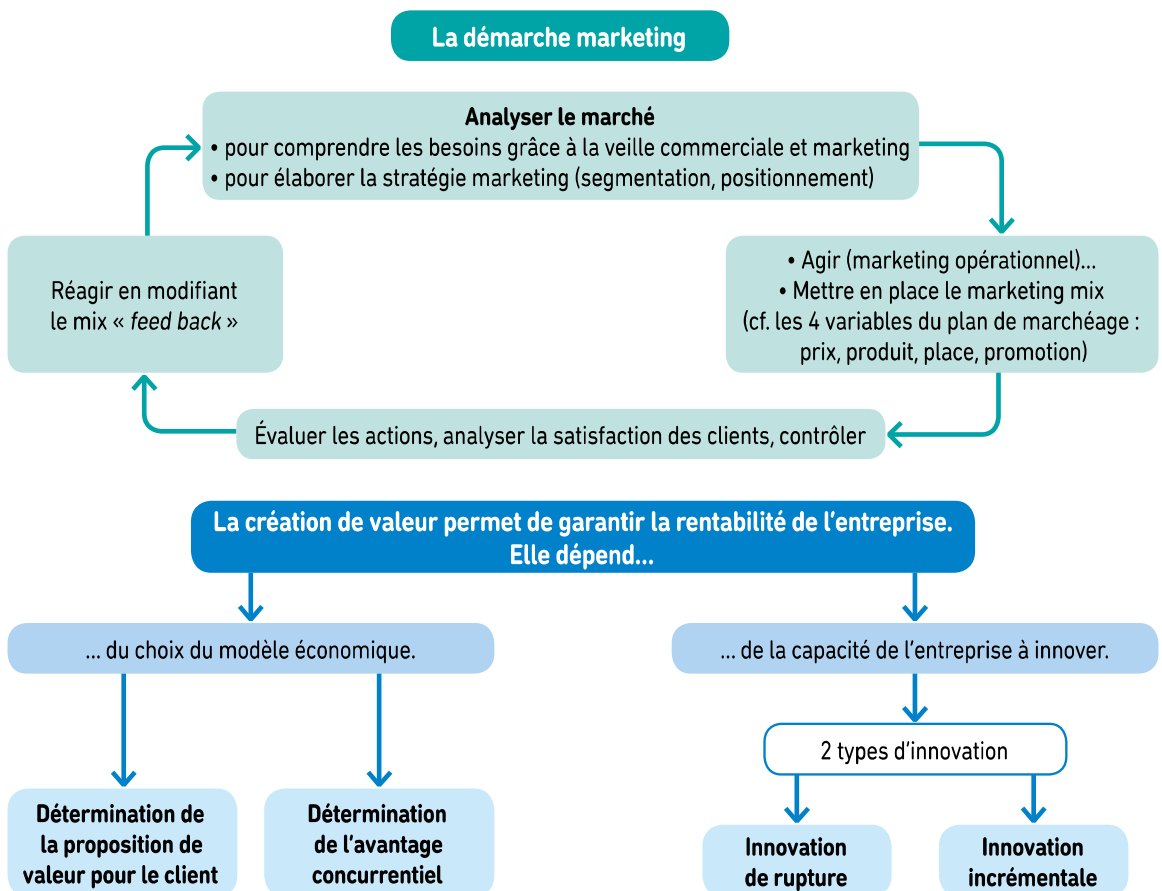 La démarche marketing
Analyser le marché
• pour comprendre les besoins grâce à la veille commerciale et marketing
• pour élaborer la stratégie marketing (segmentation, positionnement)
• Agir (marketing opérationnel)...
• Mettre en place le marketing mix
(cf. les 4 variables du plan de marchéage :
prix, produit, place, promotion)
Évaluer les actions, analyser la satisfaction des clients, contrôler
Réagir en modifiant
le mix « feed back »
La création de valeur permet de garantir la rentabilité de l'entreprise.
Elle dépend...
... du choix du modèle économique.
Détermination de
la proposition de
valeur pour le client
Détermination
de l'avantage
concurrentiel
... de la capacité de l'entreprise à innover.
2 types d'innovation
Innovation
de rupture
Innovation
incrémentale